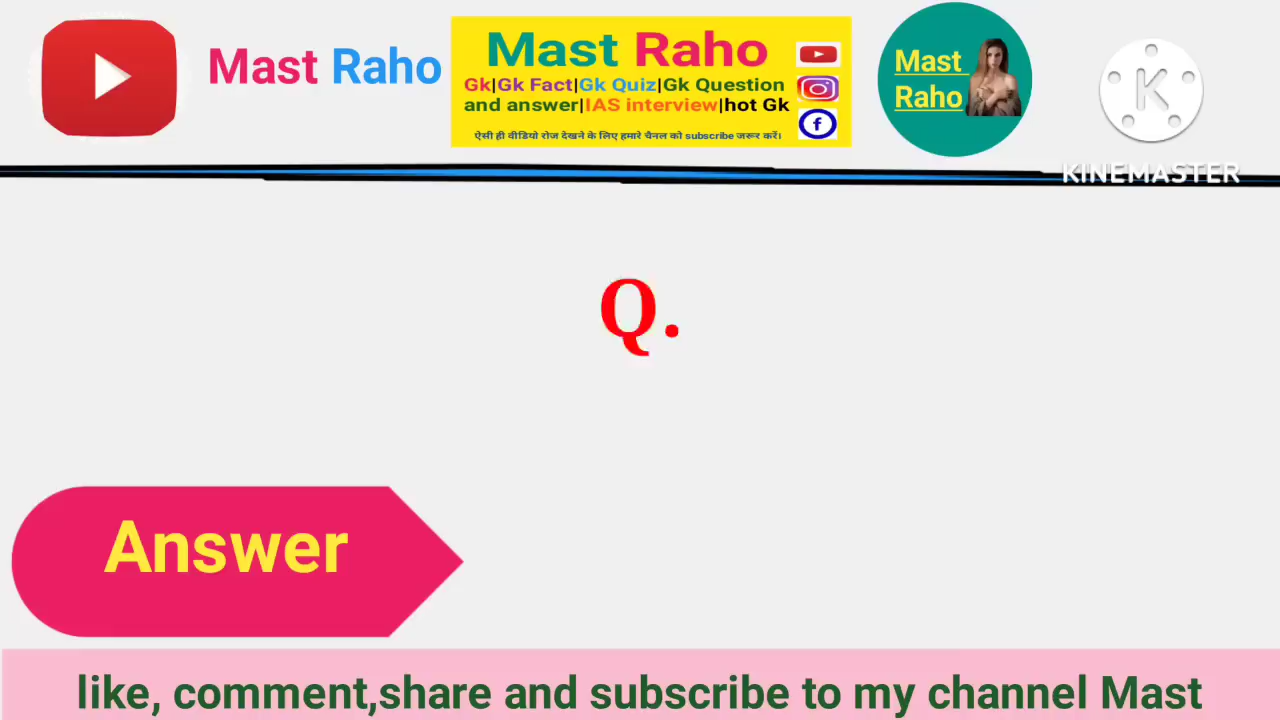 Mast Raho
Mast Raho
Gk|Gk Fact|Gk Quiz|Gk Question
and answer|IAS interview|hot Gk
ऐसी ही वीडियो रोज देखने के लिए हमारे चैनल को subscribe जरूर करें।
Mast
Raho
K
KINEMASTER
Q.
Answer
like, comment,share and subscribe to my channel Mast